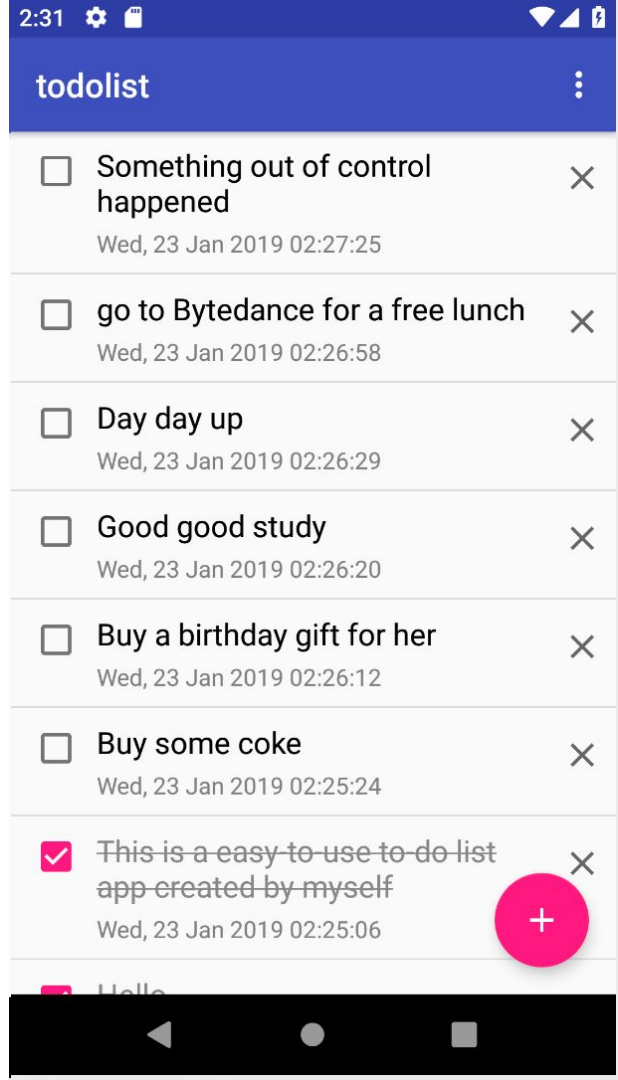 2:31
todolist
Something out of control
happened
Wed, 23 Jan 2019 02:27:25
go to Bytedance for a free lunch
Wed, 23 Jan 2019 02:26:58
Day day up
Wed, 23 Jan 2019 02:26:29
Good good study
Wed, 23 Jan 2019 02:26:20
Buy a birthday gift for her
Wed, 23 Jan 2019 02:26:12
Buy some coke
Wed, 23 Jan 2019 02:25:24
This is a easy-to-use to-do list
app created by myself
Wed, 23 Jan 2019 02:25:06
Hello